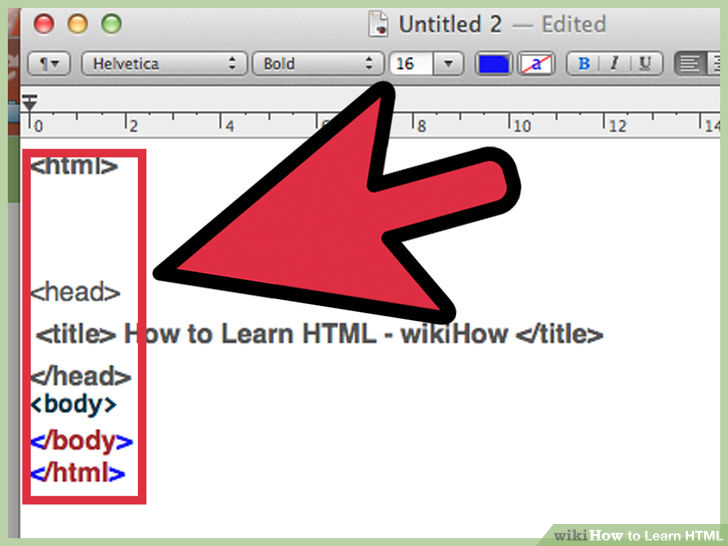 Untitled 2 — Edited
¶ Helvetica Bold 16 a B I U
0 2 4 8 10 12 14
<html>
<head>
<title> How to Learn HTML - wikiHow </title>
</head>
<body>
</body>
</html>
wikiHow to Learn HTML